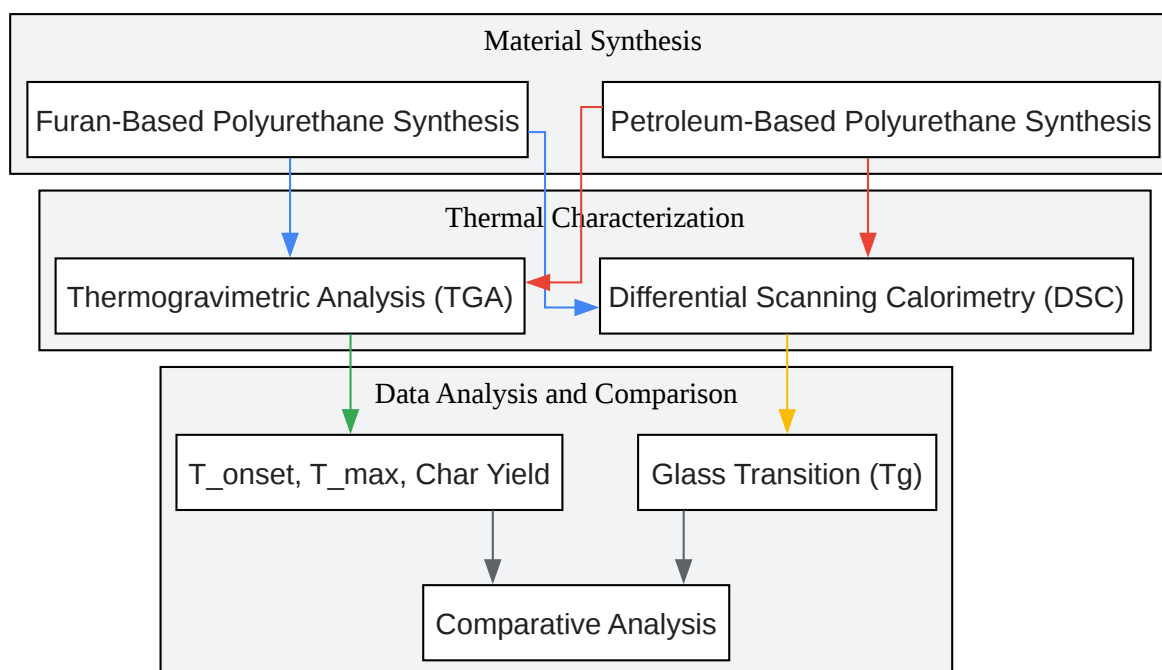 Material Synthesis
Furan-Based Polyurethane Synthesis
Petroleum-Based Polyurethane Synthesis
Thermal Characterization
Thermogravimetric Analysis (TGA)
Differential Scanning Calorimetry (DSC)
Data Analysis and Comparison
T_onset, T_max, Char Yield
Glass Transition (Tg)
Comparative Analysis